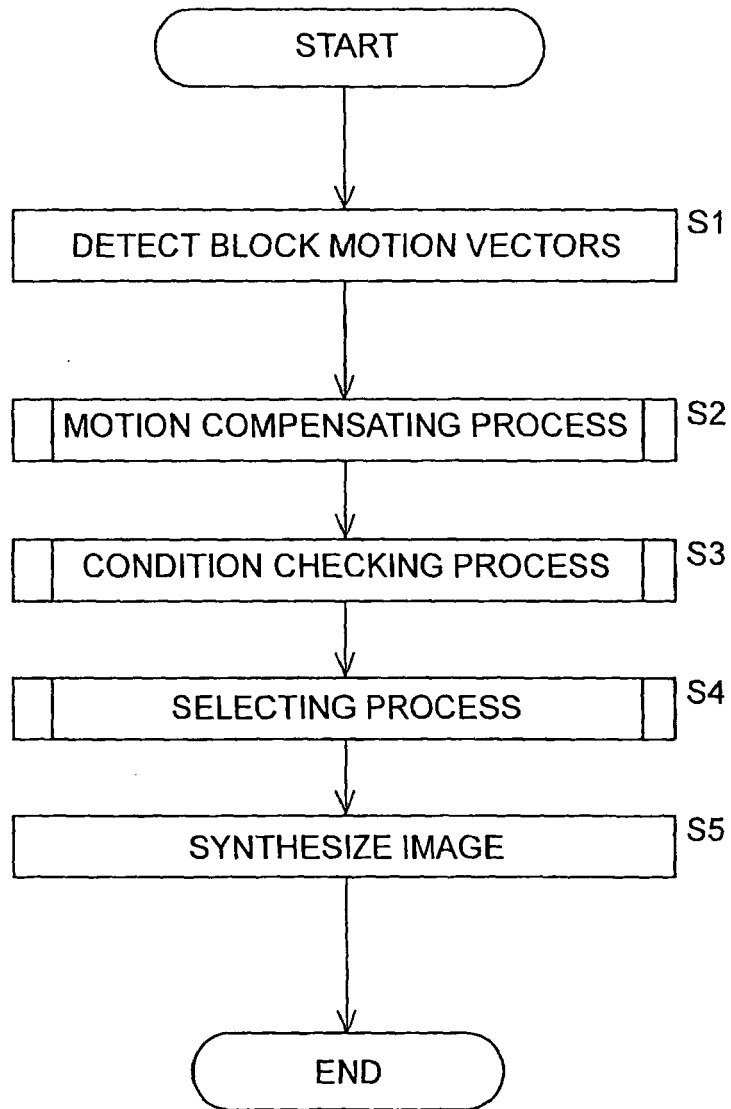 START
DETECT BLOCK MOTION VECTORS S1
MOTION COMPENSATING PROCESS S2
CONDITION CHECKING PROCESS S3
SELECTING PROCESS S4
SYNTHESIZE IMAGE S5
END